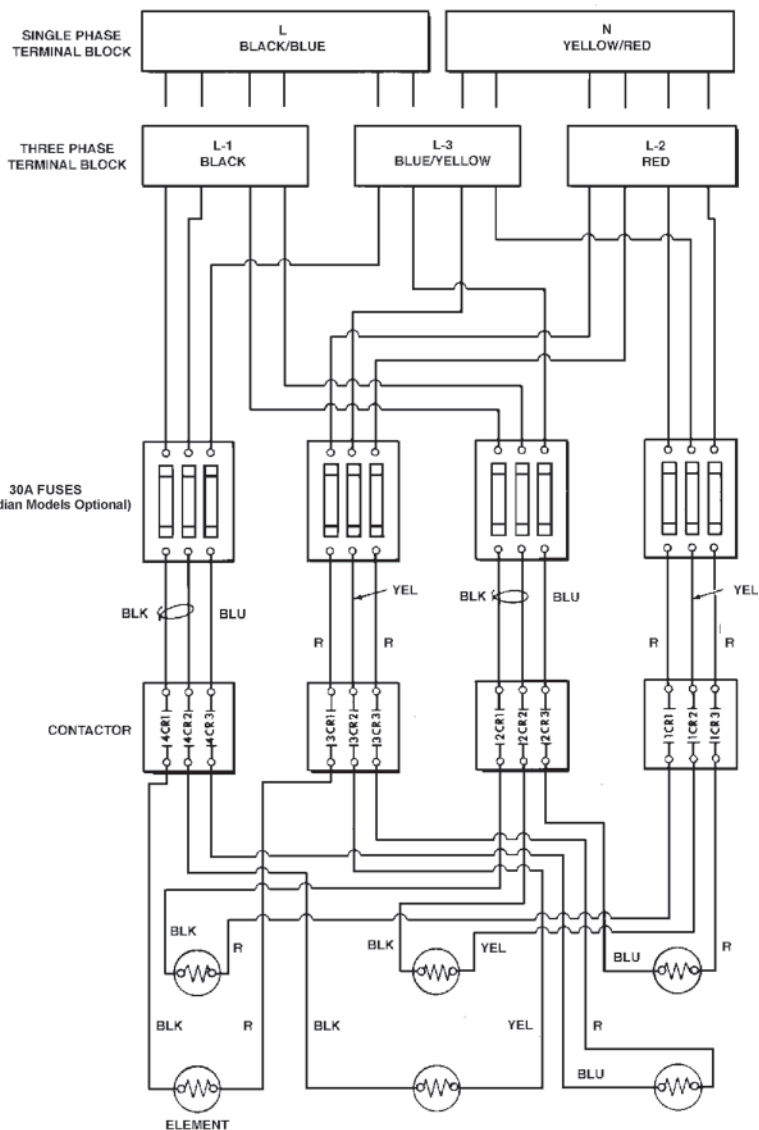 SINGLE PHASE
TERMINAL BLOCK
L
BLACK/BLUE
N
YELLOW/RED
THREE PHASE
TERMINAL BLOCK
L-1
BLACK
L-3
BLUE/YELLOW
L-2
RED
30A FUSES
dian Models Optional)
BLK
BLU
YEL
R
R
BLK
BLU
YEL
R
R
CONTACTOR
4CR1
4CR2
4CR3
3CR1
3CR2
3CR3
2CR1
2CR2
2CR3
1CR1
1CR2
1CR3
BLK
R
BLK
YEL
BLU
R
BLK
R
BLK
YEL
R
BLU
ELEMENT